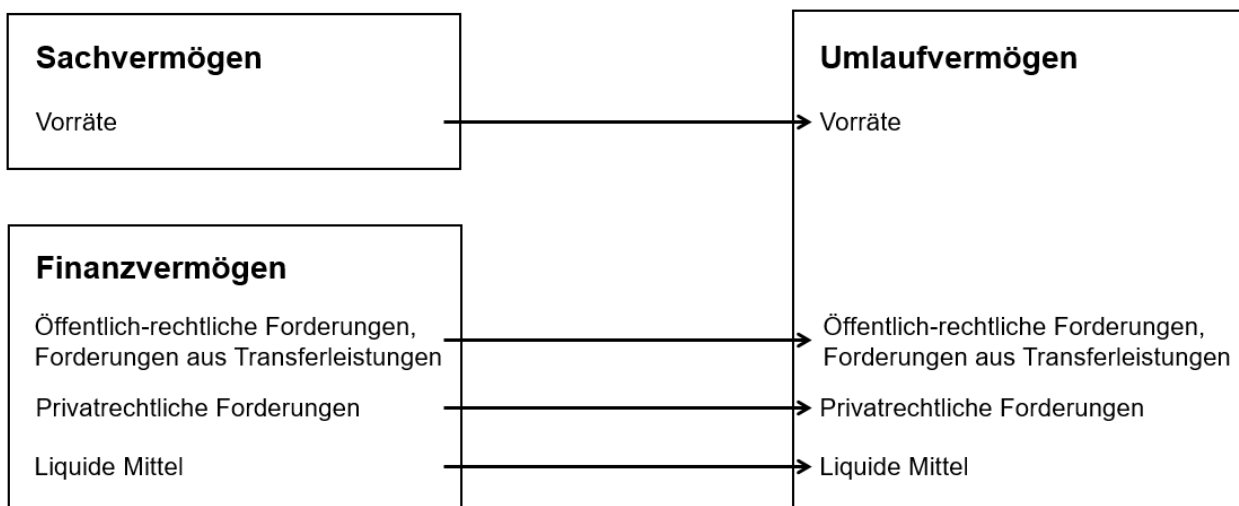 Sachvermögen
Vorräte
Finanzvermögen
Öffentlich-rechtliche Forderungen,
Forderungen aus Transferleistungen
Privatrechtliche Forderungen
Liquide Mittel
Umlaufvermögen
Vorräte
Öffentlich-rechtliche Forderungen,
Forderungen aus Transferleistungen
Privatrechtliche Forderungen
Liquide Mittel